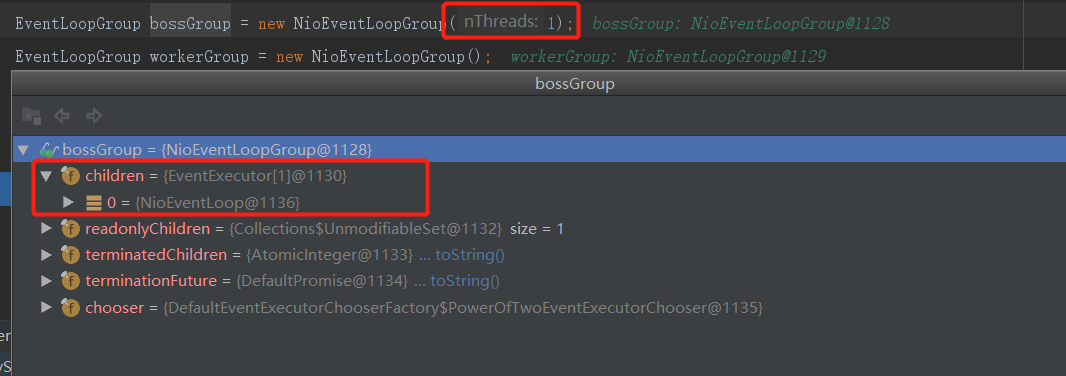 EventLoopGroup bossGroup = new NioEventLoopGroup( nThreads: 1); bossGroup: NioEventLoopGroup@1128
EventLoopGroup workerGroup = new NioEventLoopGroup(); workerGroup: NioEventLoopGroup@1129
bossGroup
bossGroup = {NioEventLoopGroup@1128}
children = {EventExecutor[1]@1130}
0 = {NioEventLoop@1136}
readonlyChildren = {Collections$UnmodifiableSet@1132} size = 1
terminatedChildren = {AtomicInteger@1133} ... toString()
terminationFuture = {DefaultPromise@1134} ... toString()
chooser = {DefaultEventExecutorChooserFactory$PowerOfTwoEventExecutorChooser@1135}
er
yS